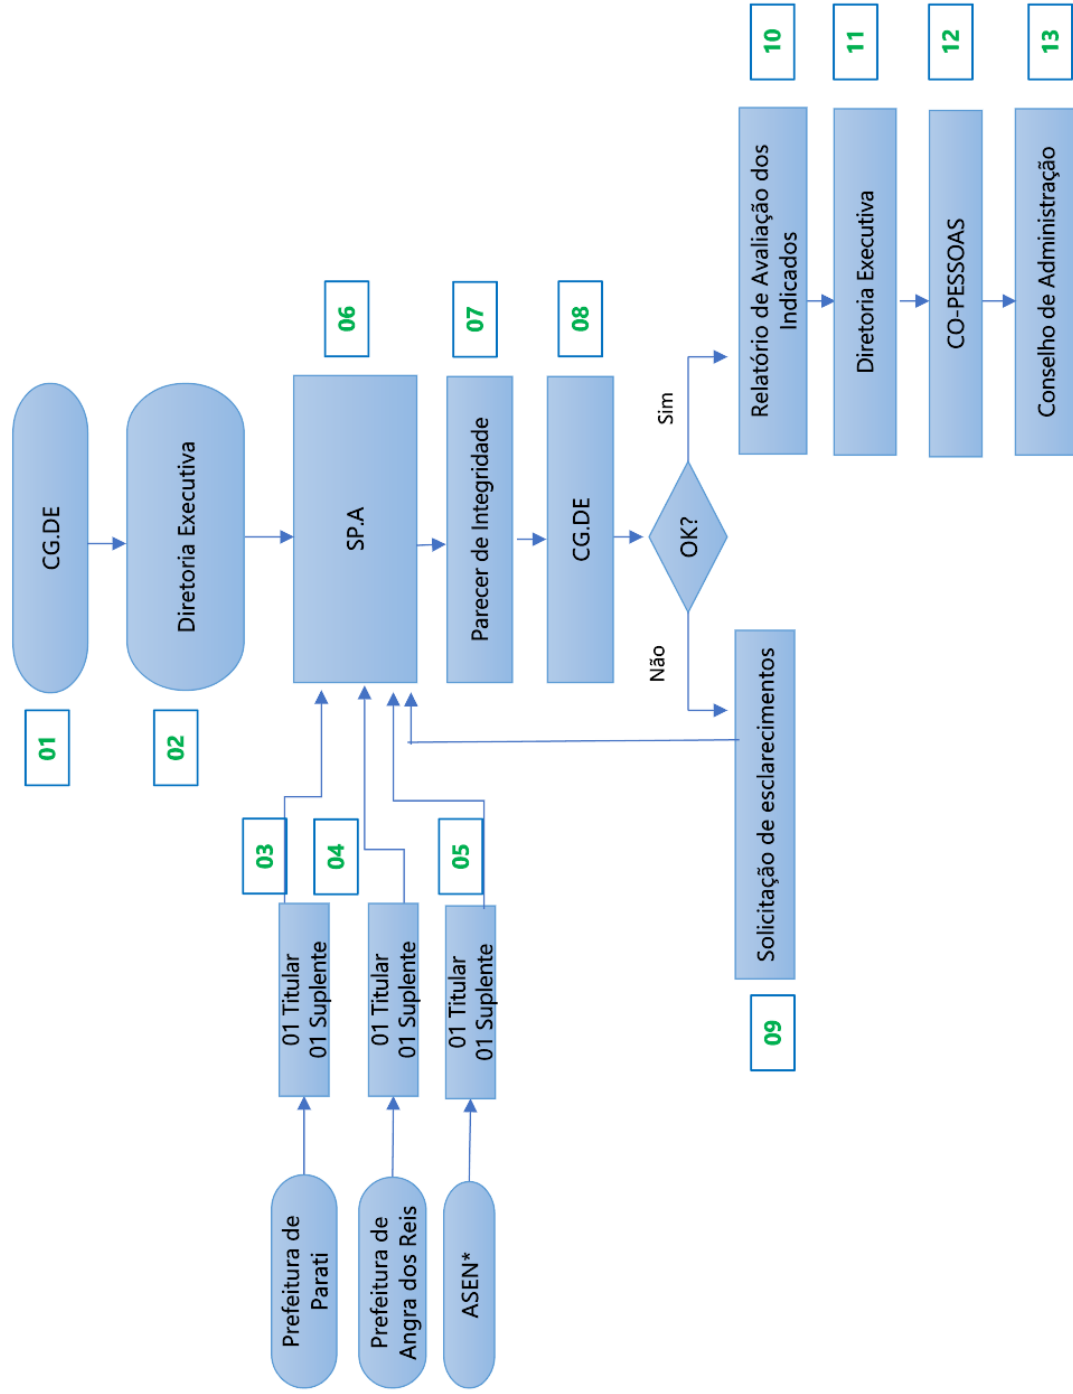 01
CG.DE
02
Diretoria Executiva
Prefeitura de
Parati
01 Titular
01 Suplente
03
Prefeitura de
Angra dos Reis
01 Titular
01 Suplente
04
ASEN*
01 Titular
01 Suplente
05
SP.A
06
Parecer de Integridade
07
CG.DE
08
OK?
Não
Sim
09
Solicitação de esclarecimentos
Relatório de Avaliação dos
Indicados
10
Diretoria Executiva
11
CO-PESSOAS
12
Conselho de Administração
13